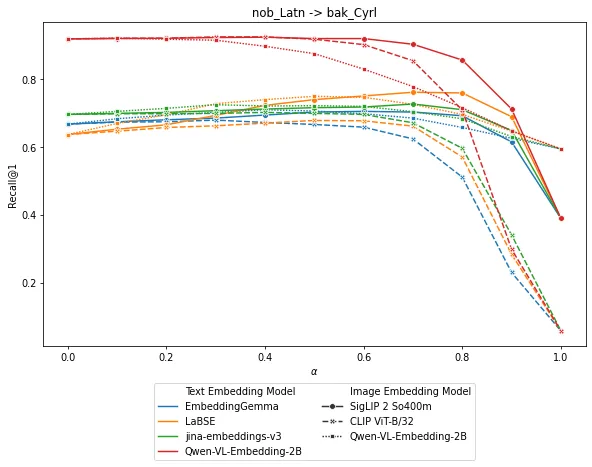 nob_Latn -> bak_Cyrl
Recall@1
0.8
0.6
0.4
0.2
0.0 0.2 0.4 0.6 0.8 1.0
α
Text Embedding Model Image Embedding Model
EmbeddingGemma SigLIP 2 So400m
LaBSE CLIP ViT-B/32
jina-embeddings-v3 Qwen-VL-Embedding-2B
Qwen-VL-Embedding-2B